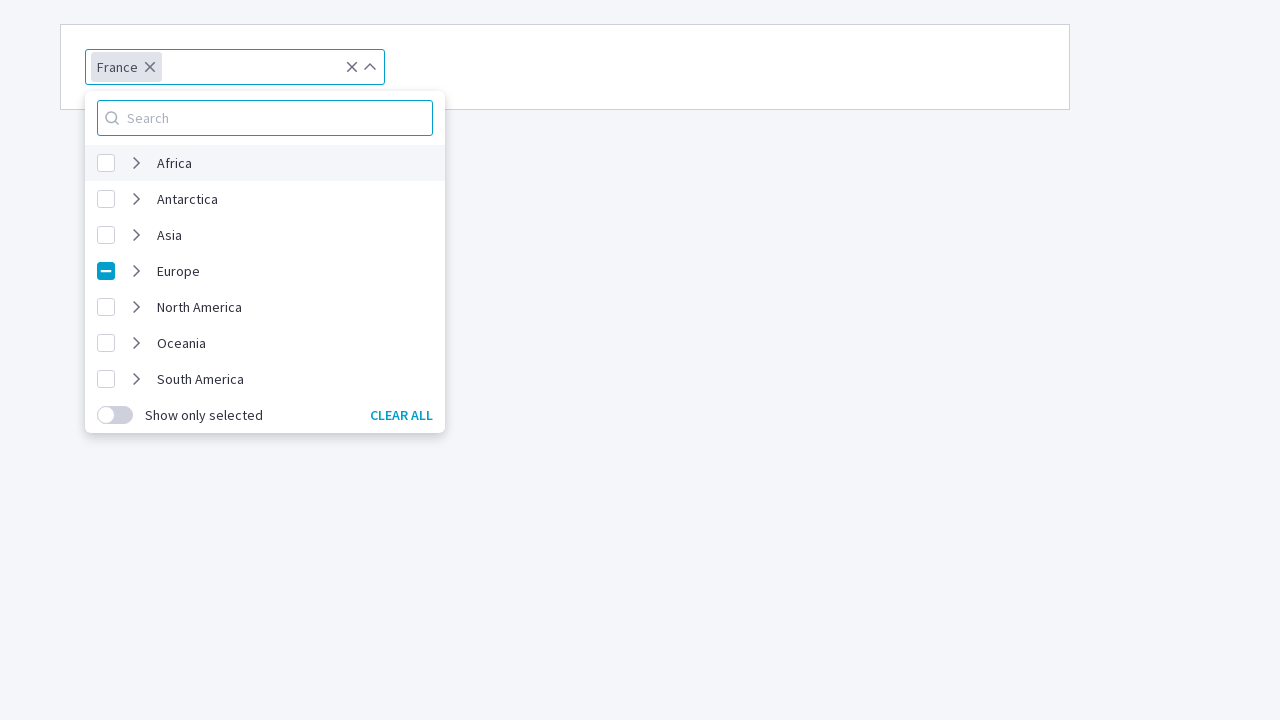 France
Search
Africa
Antarctica
Asia
Europe
North America
Oceania
South America
Show only selected CLEAR ALL